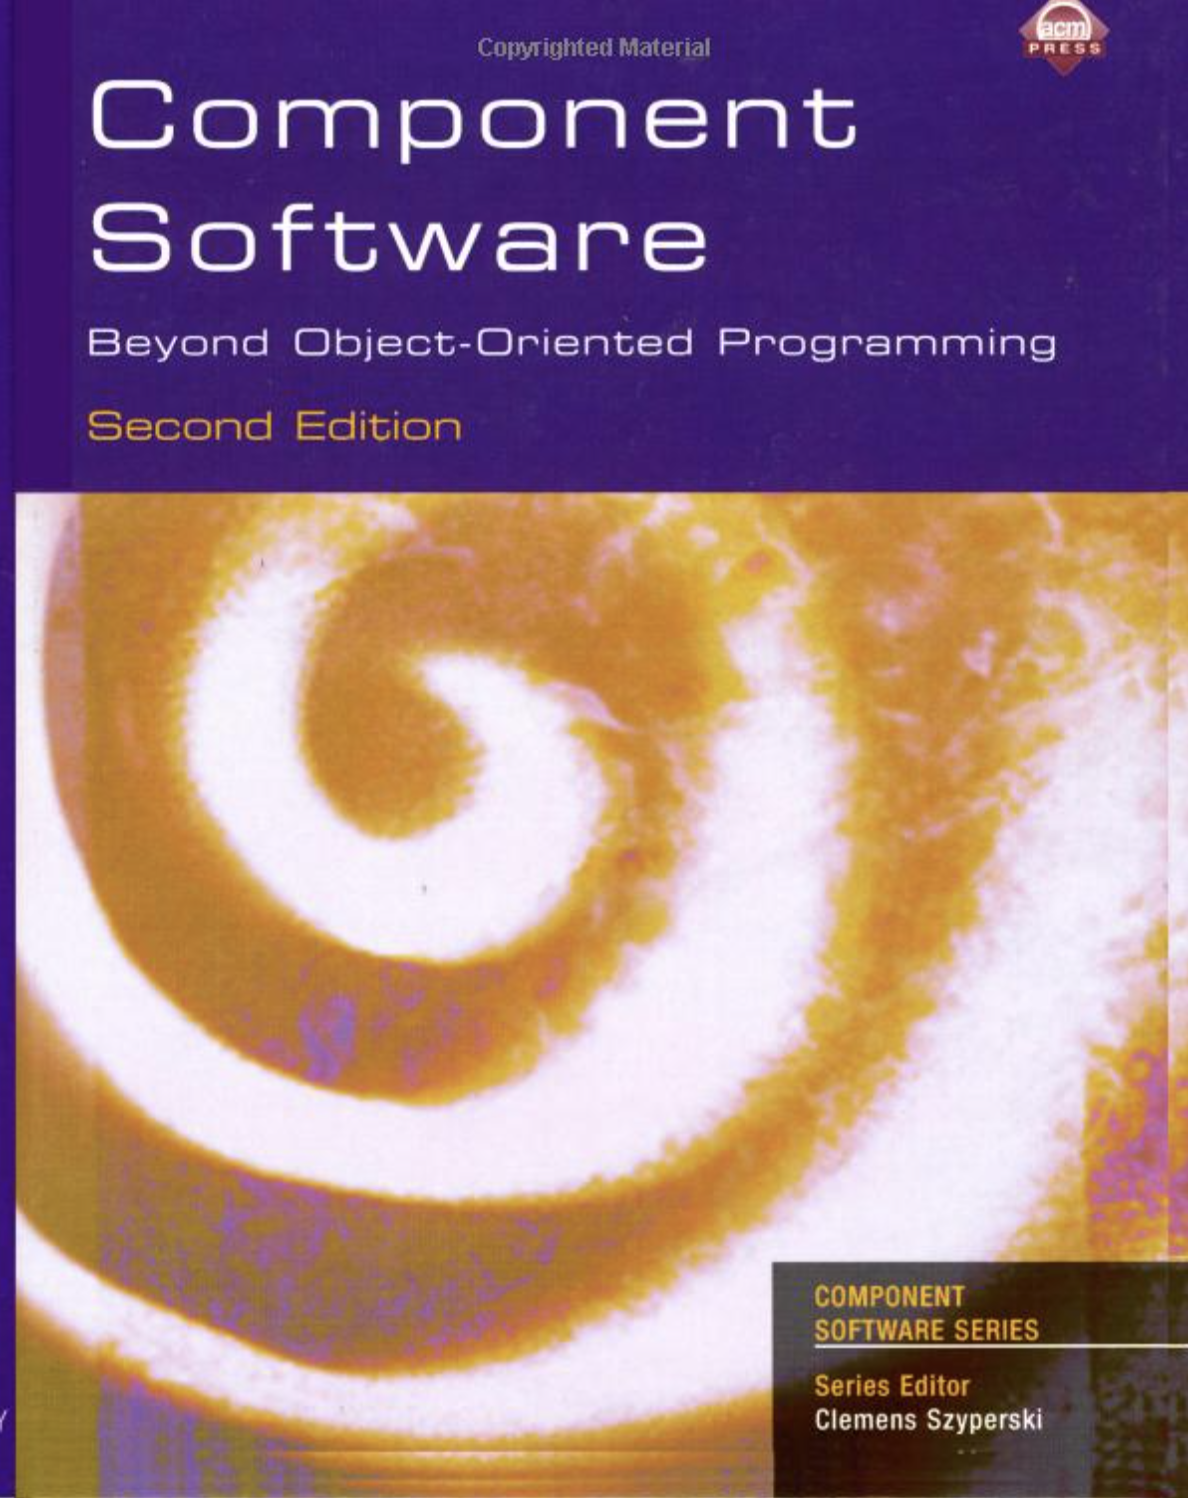 Copyrighted Material
acm
PRESS
Component
Software
Beyond Object-Oriented Programming
Second Edition
COMPONENT
SOFTWARE SERIES
Series Editor
Clemens Szyperski